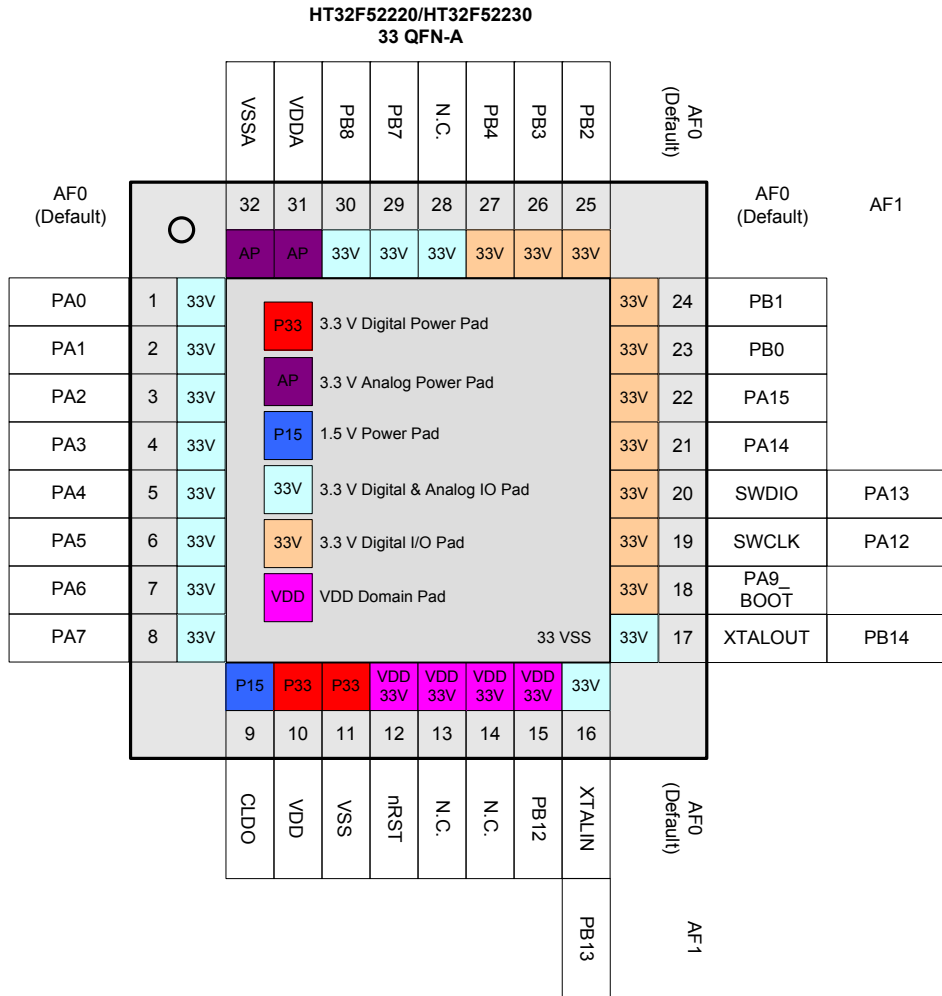 HT32F52220/HT32F52230
33 QFN-A
VSSA
VDDA
PB8
PB7
N.C.
PB4
PB3
PB2
AF0
(Default)
AF0
(Default)
32 31 30 29 28 27 26 25
AF0
(Default)
AF1
AP AP 33V 33V 33V 33V 33V 33V
PA0 1 33V
33V 24 PB1
PA1 2 33V
33V 23 PB0
PA2 3 33V
33V 22 PA15
PA3 4 33V
33V 21 PA14
PA4 5 33V
33V 20 SWDIO PA13
PA5 6 33V
33V 19 SWCLK PA12
PA6 7 33V
33V 18 PA9_
BOOT
PA7 8 33V
33V 17 XTALOUT PB14
P33 3.3 V Digital Power Pad
AP 3.3 V Analog Power Pad
P15 1.5 V Power Pad
33V 3.3 V Digital & Analog IO Pad
33V 3.3 V Digital I/O Pad
VDD VDD Domain Pad
33 VSS
P15 P33 P33 VDD
33V VDD
33V VDD
33V VDD
33V 33V
9 10 11 12 13 14 15 16
CLDO
VDD
VSS
nRST
N.C.
N.C.
PB12
XTALIN
AF0
(Default)
PB13
AF1